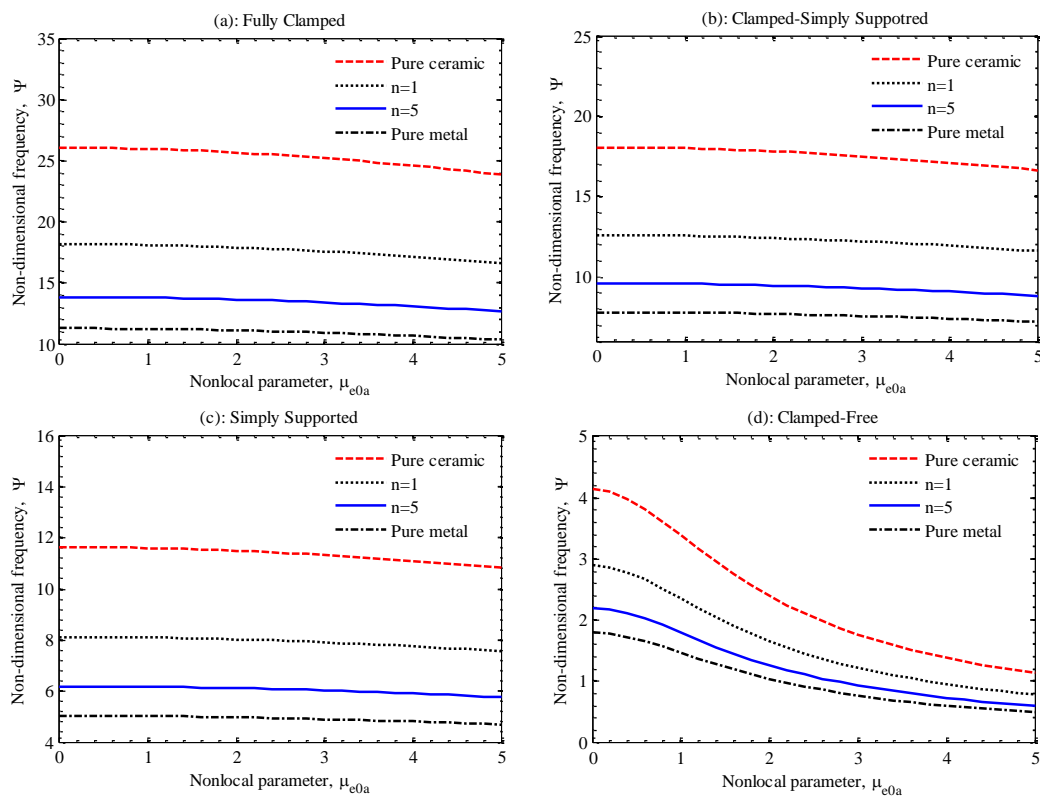 (a): Fully Clamped
Non-dimensional frequency, Ψ
35
30
25
20
15
10
Pure ceramic
n=1
n=5
Pure metal
0 1 2 3 4 5
Nonlocal parameter, μe0a
(b): Clamped-Simply Suppotred
Non-dimensional frequency, Ψ
25
20
15
10
Pure ceramic
n=1
n=5
Pure metal
0 1 2 3 4 5
Nonlocal parameter, μe0a
(c): Simply Supported
Non-dimensional frequency, Ψ
16
14
12
10
8
6
4
Pure ceramic
n=1
n=5
Pure metal
0 1 2 3 4 5
Nonlocal parameter, μe0a
(d): Clamped-Free
Non-dimensional frequency, Ψ
5
4
3
2
1
0
Pure ceramic
n=1
n=5
Pure metal
0 1 2 3 4 5
Nonlocal parameter, μe0a